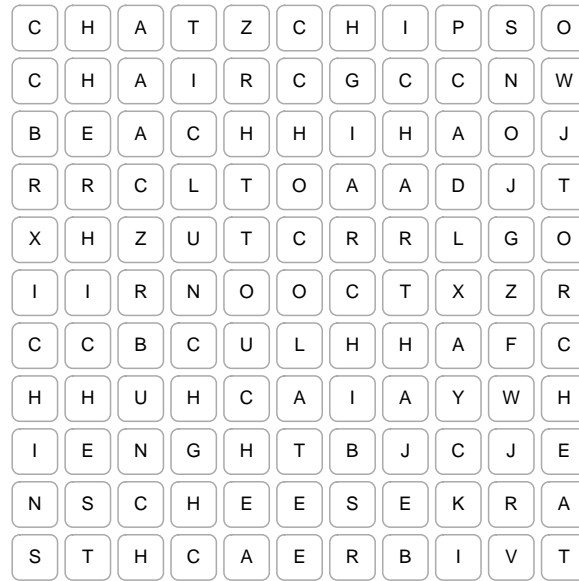 C H A T Z C H I P S O
C H A I R C G C C N W
B E A C H H I H A O J
R R C L T O A A D J T
X H Z U T C R R L G O
I I R N O O C T X Z R
C C B C U L H H A F C
H H U H C A I A Y W H
I E N G H T B J C J E
N S C H E E S E K R A
S T H C A E R B I V T